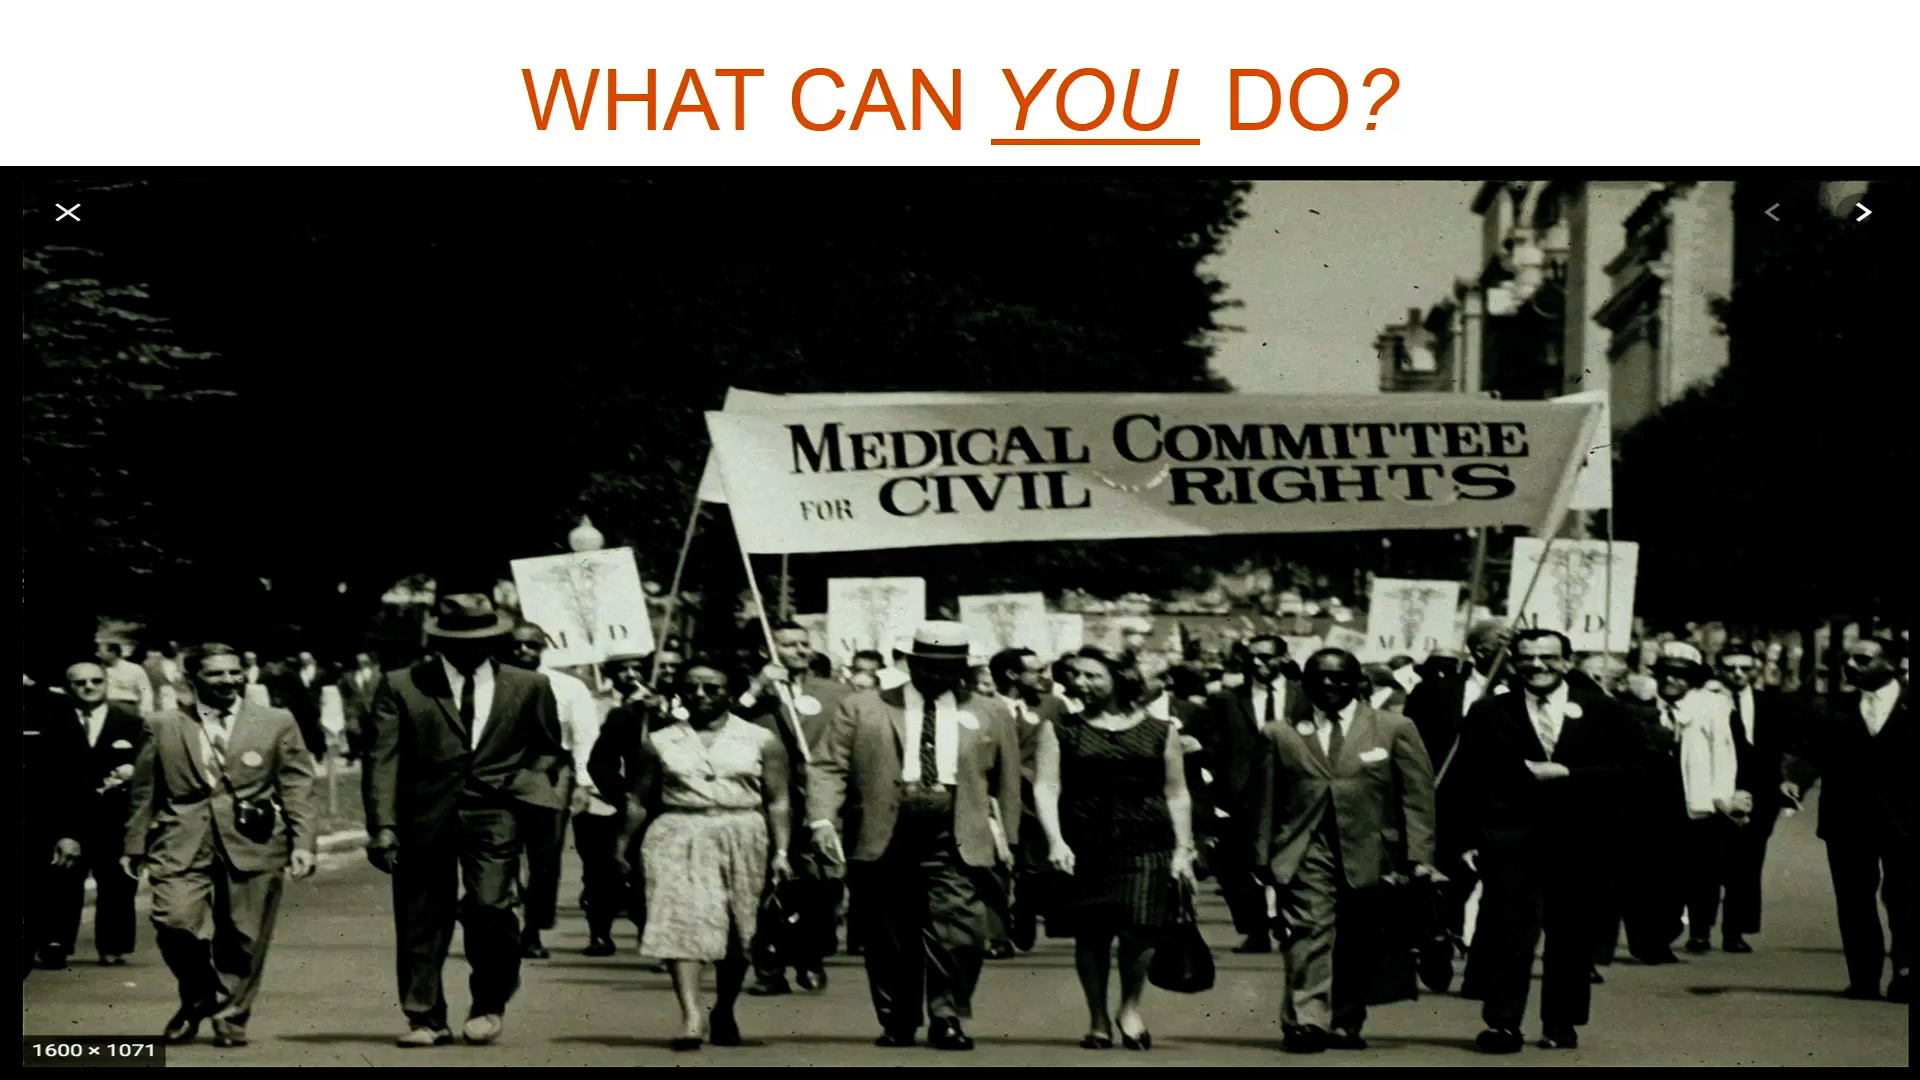 WHAT CAN YOU DO?
MEDICAL COMMITTEE
FOR CIVIL RIGHTS
M D
M
M D
M D
1600 × 1071